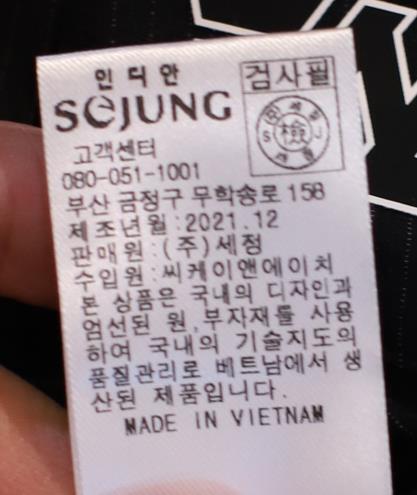 인디안
SEJUNG
검사필
고객센터
080-051-1001
부산 금정구 무학송로 158
제조년월:2021.12
판매원:(주)세정
수입원:씨케이앤에이치
본 상품은 국내의 디자인과
엄선된 원,부자재를 사용
하여 국내의 기술지도의
품질관리로 베트남에서 생
산된 제품입니다.
MADE IN VIETNAM